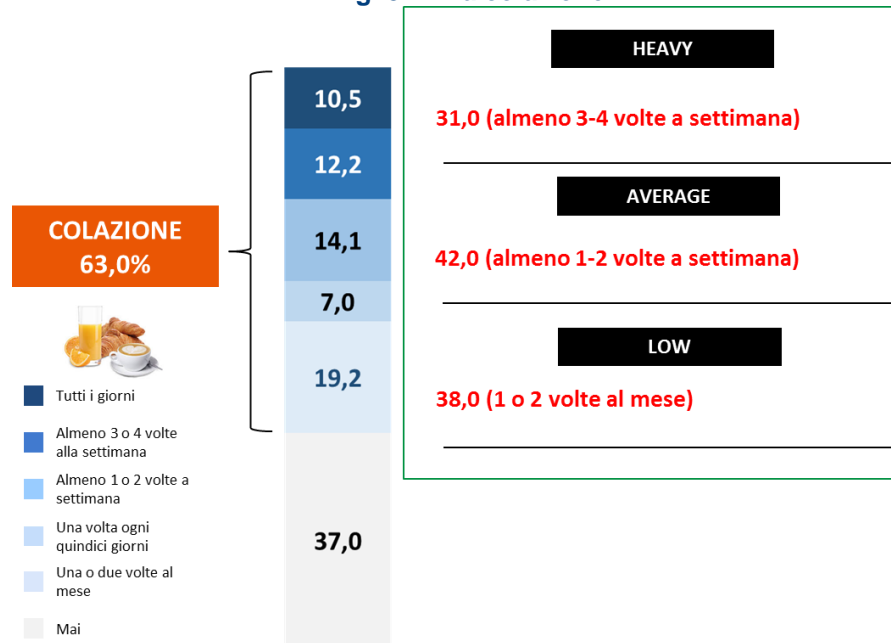 COLAZIONE
63,0%
Tutti i giorni
Almeno 3 o 4 volte
alla settimana
Almeno 1 o 2 volte a
settimana
Una volta ogni
quindici giorni
Una o due volte al
mese
Mai
10,5
12,2
14,1
7,0
19,2
37,0
HEAVY
31,0 (almeno 3-4 volte a settimana)
AVERAGE
42,0 (almeno 1-2 volte a settimana)
LOW
38,0 (1 o 2 volte al mese)